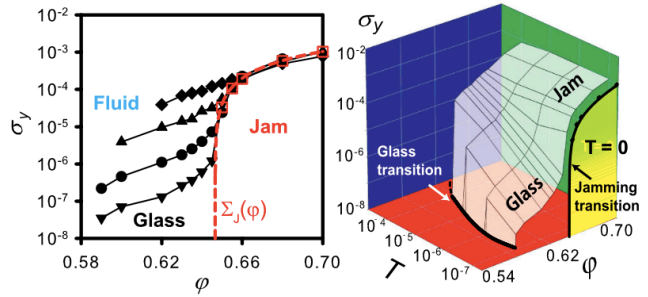 σy
10⁻²
10⁻³
10⁻⁴
10⁻⁵
10⁻⁶
10⁻⁷
10⁻⁸
Fluid
Jam
Glass
Σ_J(φ)
0.58
0.62
0.66
0.70
φ
σy
10⁻²
10⁻⁴
10⁻⁶
10⁻⁸
Jam
T = 0
Glass
transition
Glass
Jamming
transition
10⁻⁴
10⁻⁵
10⁻⁶
10⁻⁷
T
0.54
0.62
0.70
φ